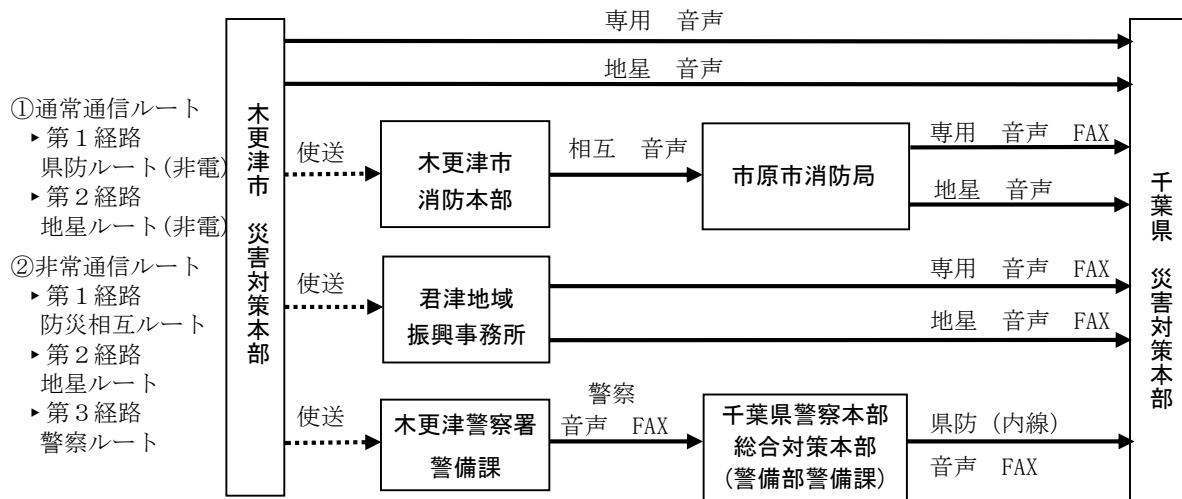 専用　音声
地星　音声
①通常通信ルート
▸第１経路
県防ルート(非電)
▸第２経路
地星ルート(非電)
②非常通信ルート
▸第１経路
防災相互ルート
▸第２経路
地星ルート
▸第３経路
警察ルート
木更津市　災害対策本部
使送
木更津市
消防本部
相互　音声
市原市消防局
専用　音声　FAX
地星　音声
使送
君津地域
振興事務所
専用　音声　FAX
地星　音声　FAX
使送
木更津警察署
警備課
警察
音声　FAX
千葉県警察本部
総合対策本部
(警備部警備課)
県防（内線）
音声　FAX
千葉県　災害対策本部